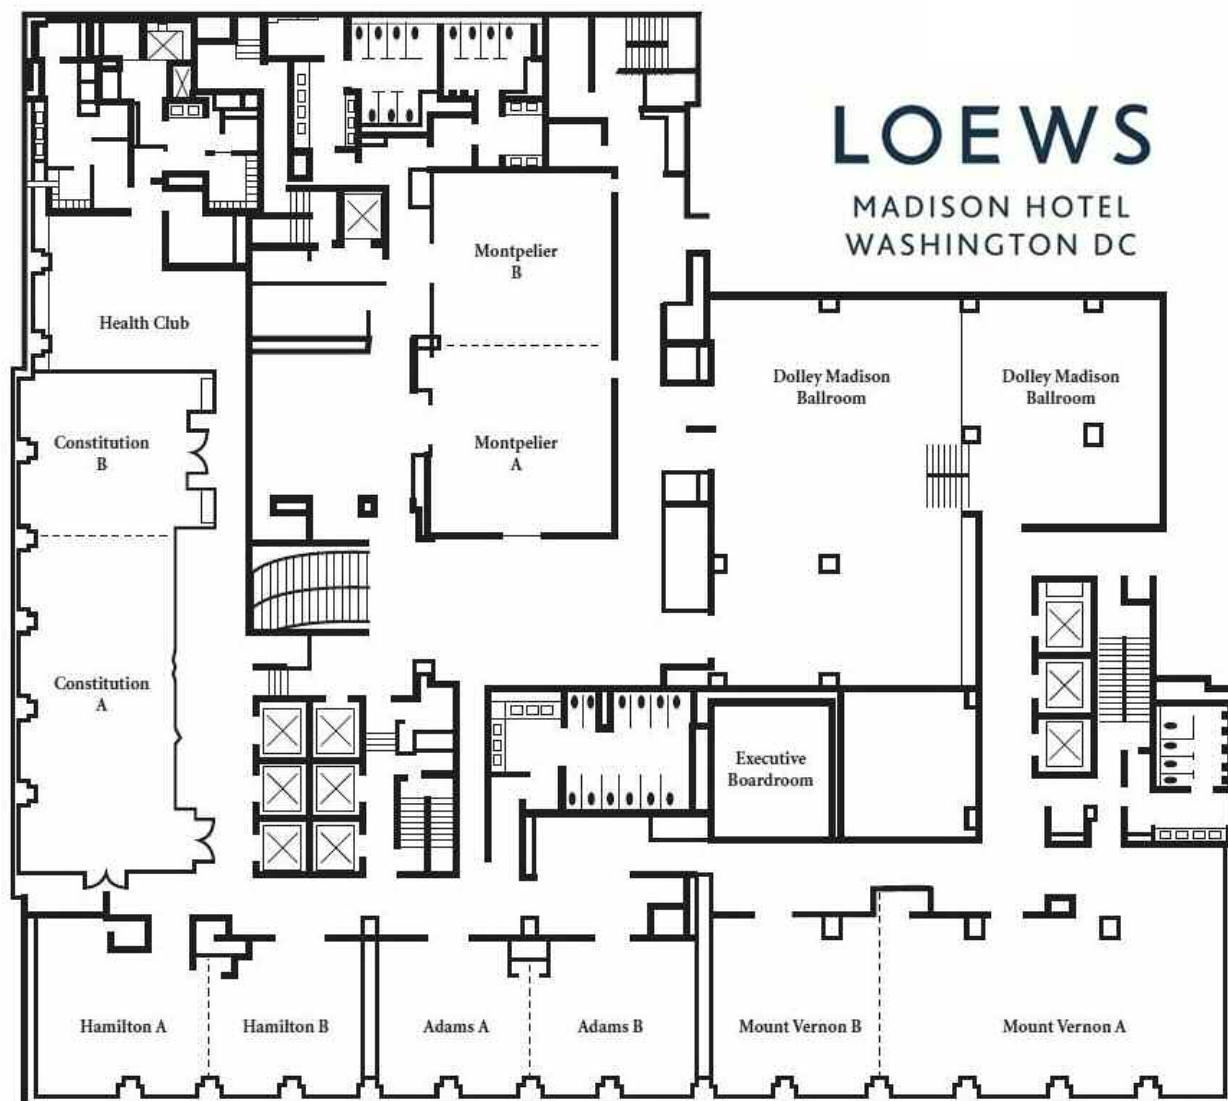 LOEWS
MADISON HOTEL
WASHINGTON DC
Montpelier
B
Health Club
Dolley Madison
Ballroom
Dolley Madison
Ballroom
Constitution
B
Montpelier
A
Constitution
A
Executive
Boardroom
Hamilton A
Hamilton B
Adams A
Adams B
Mount Vernon B
Mount Vernon A